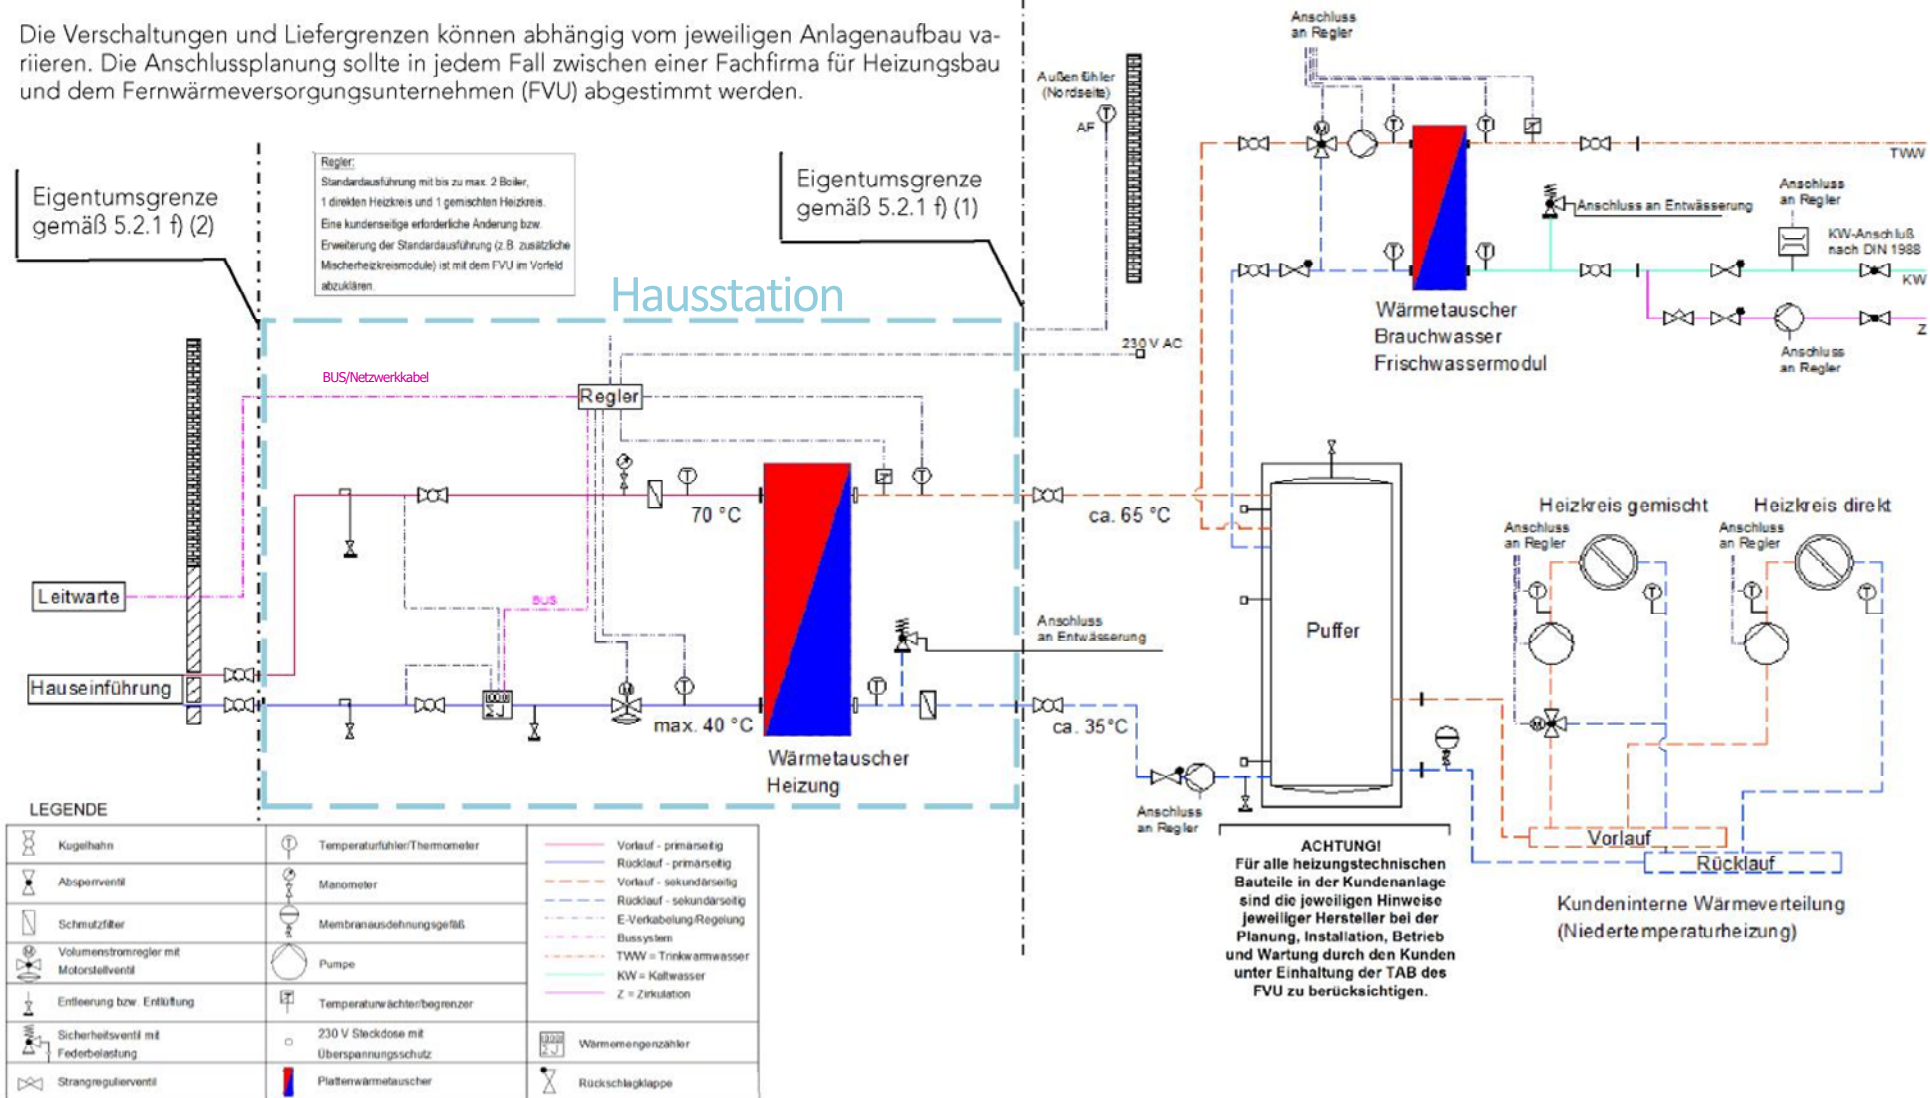 Die Verschaltungen und Liefergrenzen können abhängig vom jeweiligen Anlagenaufbau va-
riieren. Die Anschlussplanung sollte in jedem Fall zwischen einer Fachfirma für Heizungsbau
und dem Fernwärmeversorgungsunternehmen (FVU) abgestimmt werden.
Eigentumsgrenze
gemäß 5.2.1 f) (2)
Regler:
Standardausführung mit bis zu max. 2 Boiler,
1 direkten Heizkreis und 1 gemischten Heizkreis.
Eine kundenseitige erforderliche Änderung bzw.
Erweiterung der Standardausführung (z.B. zusätzliche
Mischerheizkreismodule) ist mit dem FVU im Vorfeld
abzuklären.
Eigentumsgrenze
gemäß 5.2.1 f) (1)
Hausstation
BUS/Netzwerkkabel
Regler
70 °C
Leitwarte
BUS
Hauseinführung
M
max. 40 °C
Wärmetauscher
Heizung
Anschluss
an Regler
Außenfühler
(Nordseite)
AF
T
230 V AC
ca. 65 °C
Anschluss
an Entwässerung
ca. 35°C
Anschluss
an Regler
TWW
Anschluss an Entwässerung
Anschluss
an Regler
KW-Anschluß
nach DIN 1988
KW
Z
Anschluss
an Regler
Wärmetauscher
Brauchwasser
Frischwassermodul
Puffer
Heizkreis gemischt
Heizkreis direkt
Anschluss
an Regler
Anschluss
an Regler
Vorlauf
Rücklauf
Kundeninterne Wärmeverteilung
(Niedertemperaturheizung)
ACHTUNG!
Für alle heizungstechnischen
Bauteile in der Kundenanlage
sind die jeweiligen Hinweise
jeweiliger Hersteller bei der
Planung, Installation, Betrieb
und Wartung durch den Kunden
unter Einhaltung der TAB des
FVU zu berücksichtigen.
LEGENDE
Kugelhahn
Absperrventil
Schmutzfilter
Volumenstromregler mit
Motorstellventil
Entleerung bzw. Entlüftung
Sicherheitsventil mit
Federbelastung
Strangregulierventil
Temperaturfühler/Thermometer
Manometer
Membranausdehnungsgefäß
Pumpe
Temperaturwächter/begrenzer
230 V Steckdose mit
Überspannungsschutz
Plattenwärmetauscher
Vorlauf - primärseitig
Rücklauf - primärseitig
Vorlauf - sekundärseitig
Rücklauf - sekundärseitig
E-Verkabelung/Regelung
Bussystem
TWW = Trinkwarmwasser
KW = Kaltwasser
Z = Zirkulation
Wärmemengenzähler
Rückschlagklappe